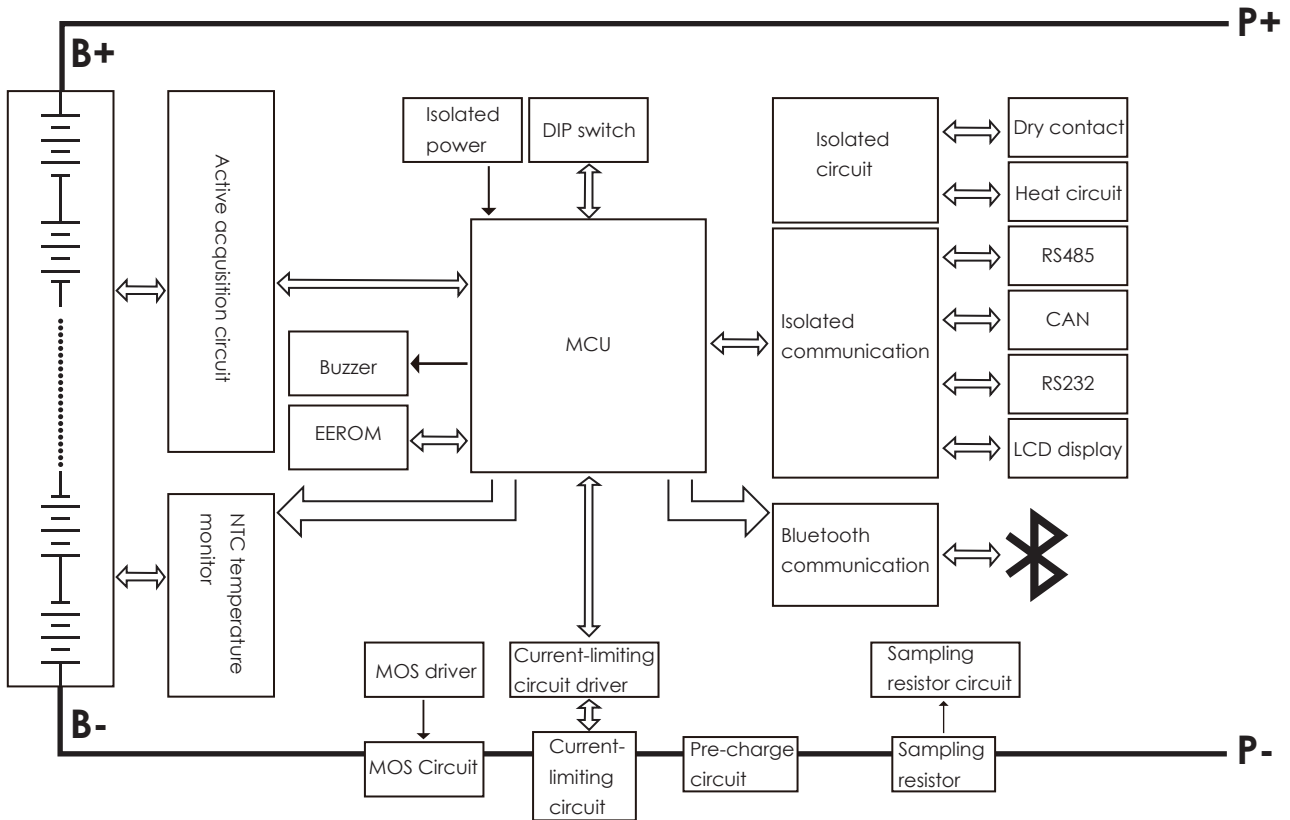 P+
B+
Isolated
power
DIP switch
Isolated
circuit
Dry contact
Heat circuit
Active acquisition circuit
RS485
Isolated
communication
CAN
MCU
Buzzer
RS232
EEROM
LCD display
NTC temperature
monitor
Bluetooth
communication
MOS driver
Current-limiting
circuit driver
Sampling
resistor circuit
B-
MOS Circuit
Current-
limiting
circuit
Pre-charge
circuit
Sampling
resistor
P-